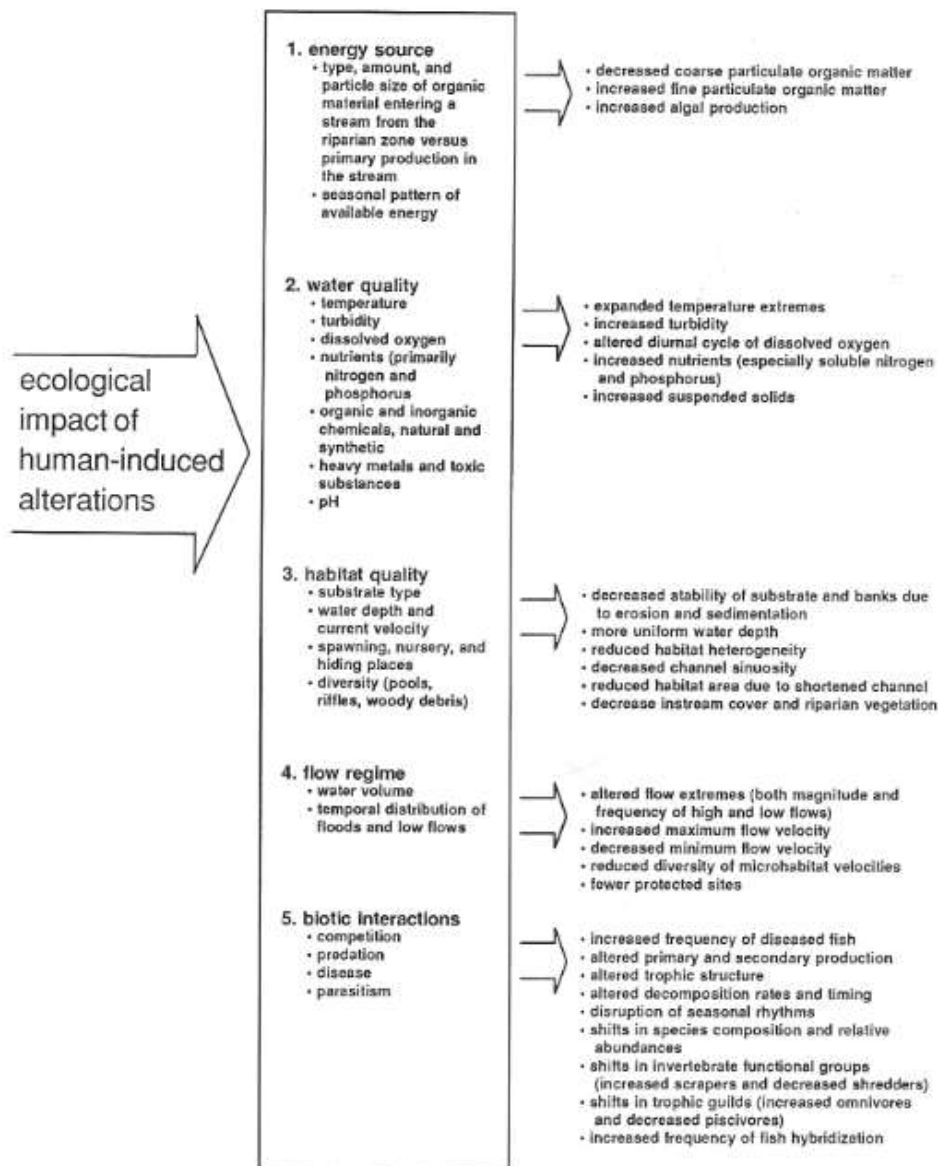 ecological
impact of
human-induced
alterations
1. energy source
• type, amount, and
particle size of organic
material entering a
stream from the
riparian zone versus
primary production in
the stream
• seasonal pattern of
available energy
• decreased coarse particulate organic matter
• increased fine particulate organic matter
• increased algal production
2. water quality
• temperature
• turbidity
• dissolved oxygen
• nutrients (primarily
nitrogen and
phosphorus
• organic and inorganic
chemicals, natural and
synthetic
• heavy metals and toxic
substances
• pH
• expanded temperature extremes
• increased turbidity
• altered diurnal cycle of dissolved oxygen
• increased nutrients (especially soluble nitrogen
and phosphorus)
• increased suspended solids
3. habitat quality
• substrate type
• water depth and
current velocity
• spawning, nursery, and
hiding places
• diversity (pools,
riffles, woody debris)
• decreased stability of substrate and banks due
to erosion and sedimentation
• more uniform water depth
• reduced habitat heterogeneity
• decreased channel sinuosity
• reduced habitat area due to shortened channel
• decrease instream cover and riparian vegetation
4. flow regime
• water volume
• temporal distribution of
floods and low flows
• altered flow extremes (both magnitude and
frequency of high and low flows)
• increased maximum flow velocity
• decreased minimum flow velocity
• reduced diversity of microhabitat velocities
• fewer protected sites
5. biotic interactions
• competition
• predation
• disease
• parasitism
• increased frequency of diseased fish
• altered primary and secondary production
• altered trophic structure
• altered decomposition rates and timing
• disruption of seasonal rhythms
• shifts in species composition and relative
abundances
• shifts in invertebrate functional groups
(increased scrapers and decreased shredders)
• shifts in trophic guilds (increased omnivores
and decreased piscivores)
• increased frequency of fish hybridization